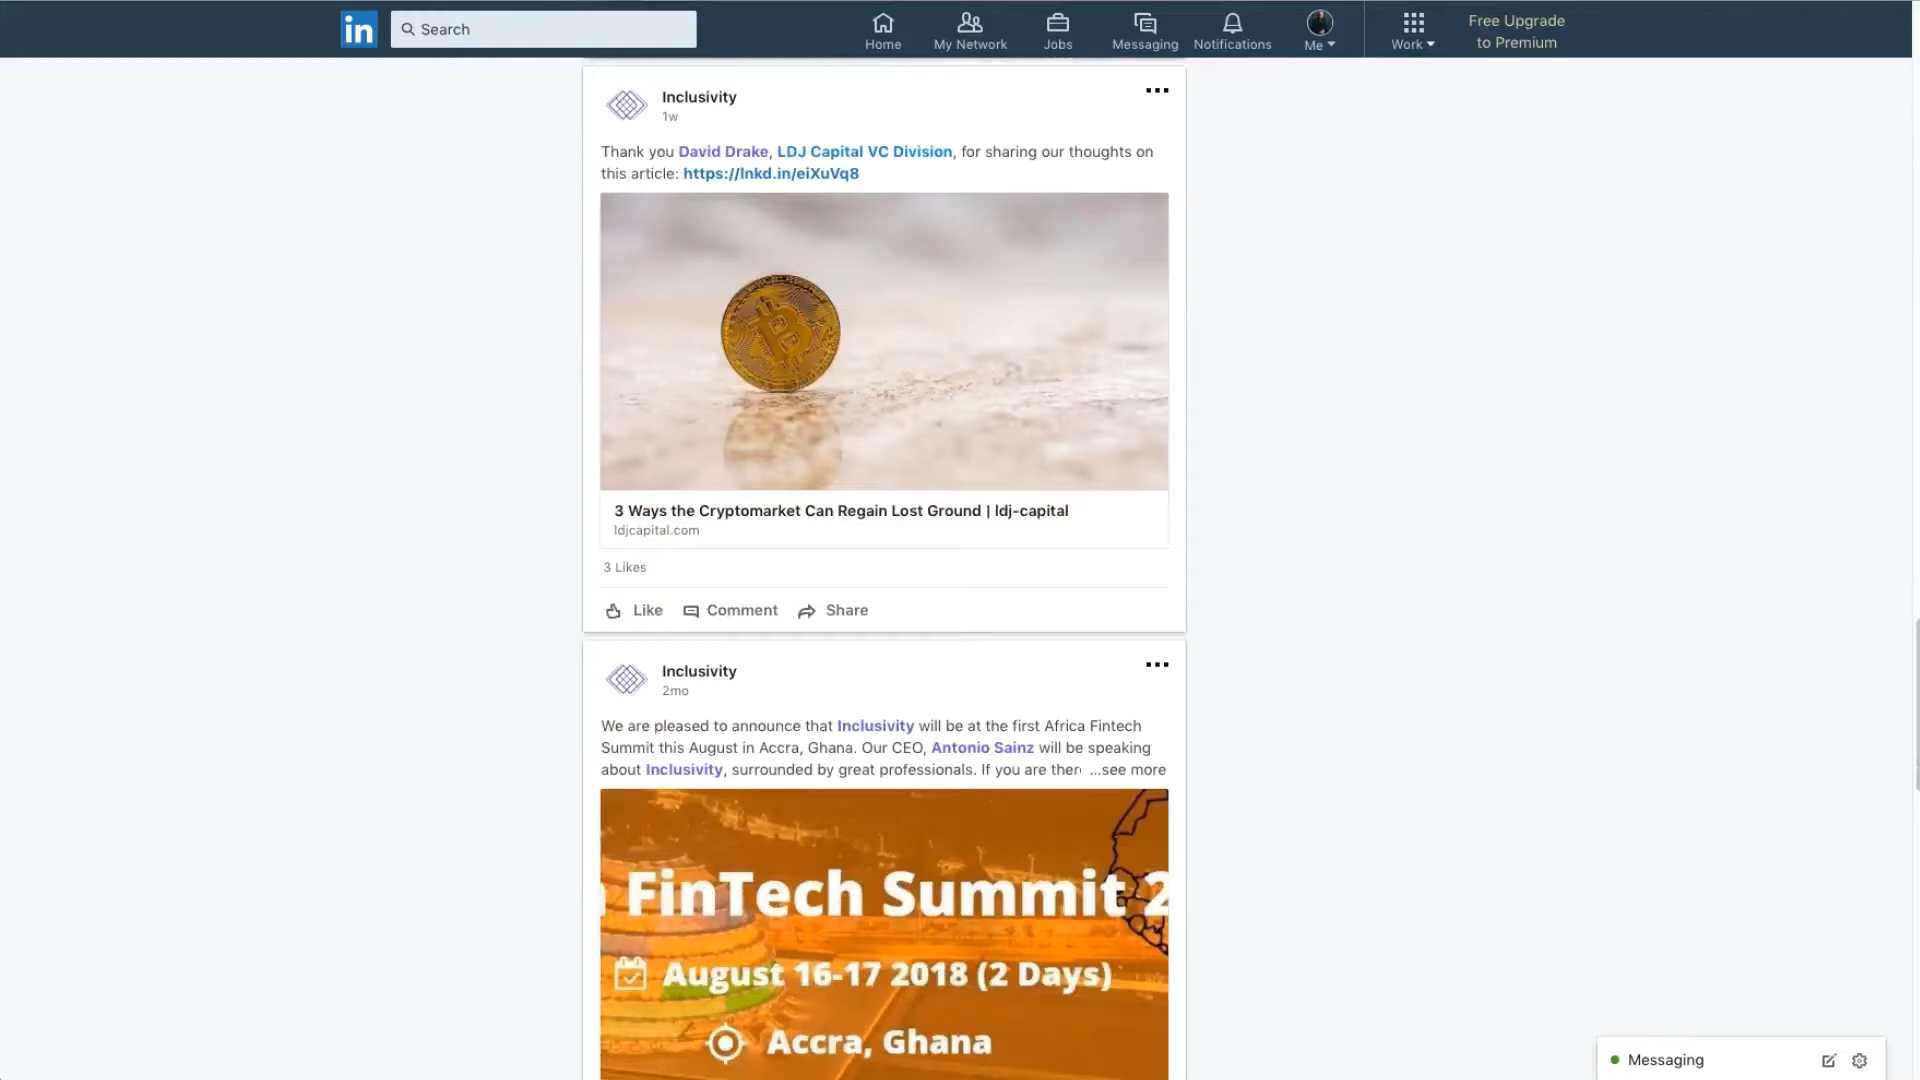 in
Search
Home
My Network
Jobs
Messaging
Notifications
Me
Work
Free Upgrade
to Premium
Inclusivity
1w
Thank you David Drake, LDJ Capital VC Division, for sharing our thoughts on
this article: https://lnkd.in/eiXuVq8
3 Ways the Cryptomarket Can Regain Lost Ground | ldj-capital
ldjcapital.com
3 Likes
Like
Comment
Share
Inclusivity
2mo
We are pleased to announce that Inclusivity will be at the first Africa Fintech
Summit this August in Accra, Ghana. Our CEO, Antonio Sainz will be speaking
about Inclusivity, surrounded by great professionals. If you are there ...see more
FinTech Summit 2
August 16-17 2018 (2 Days)
Accra, Ghana
Messaging